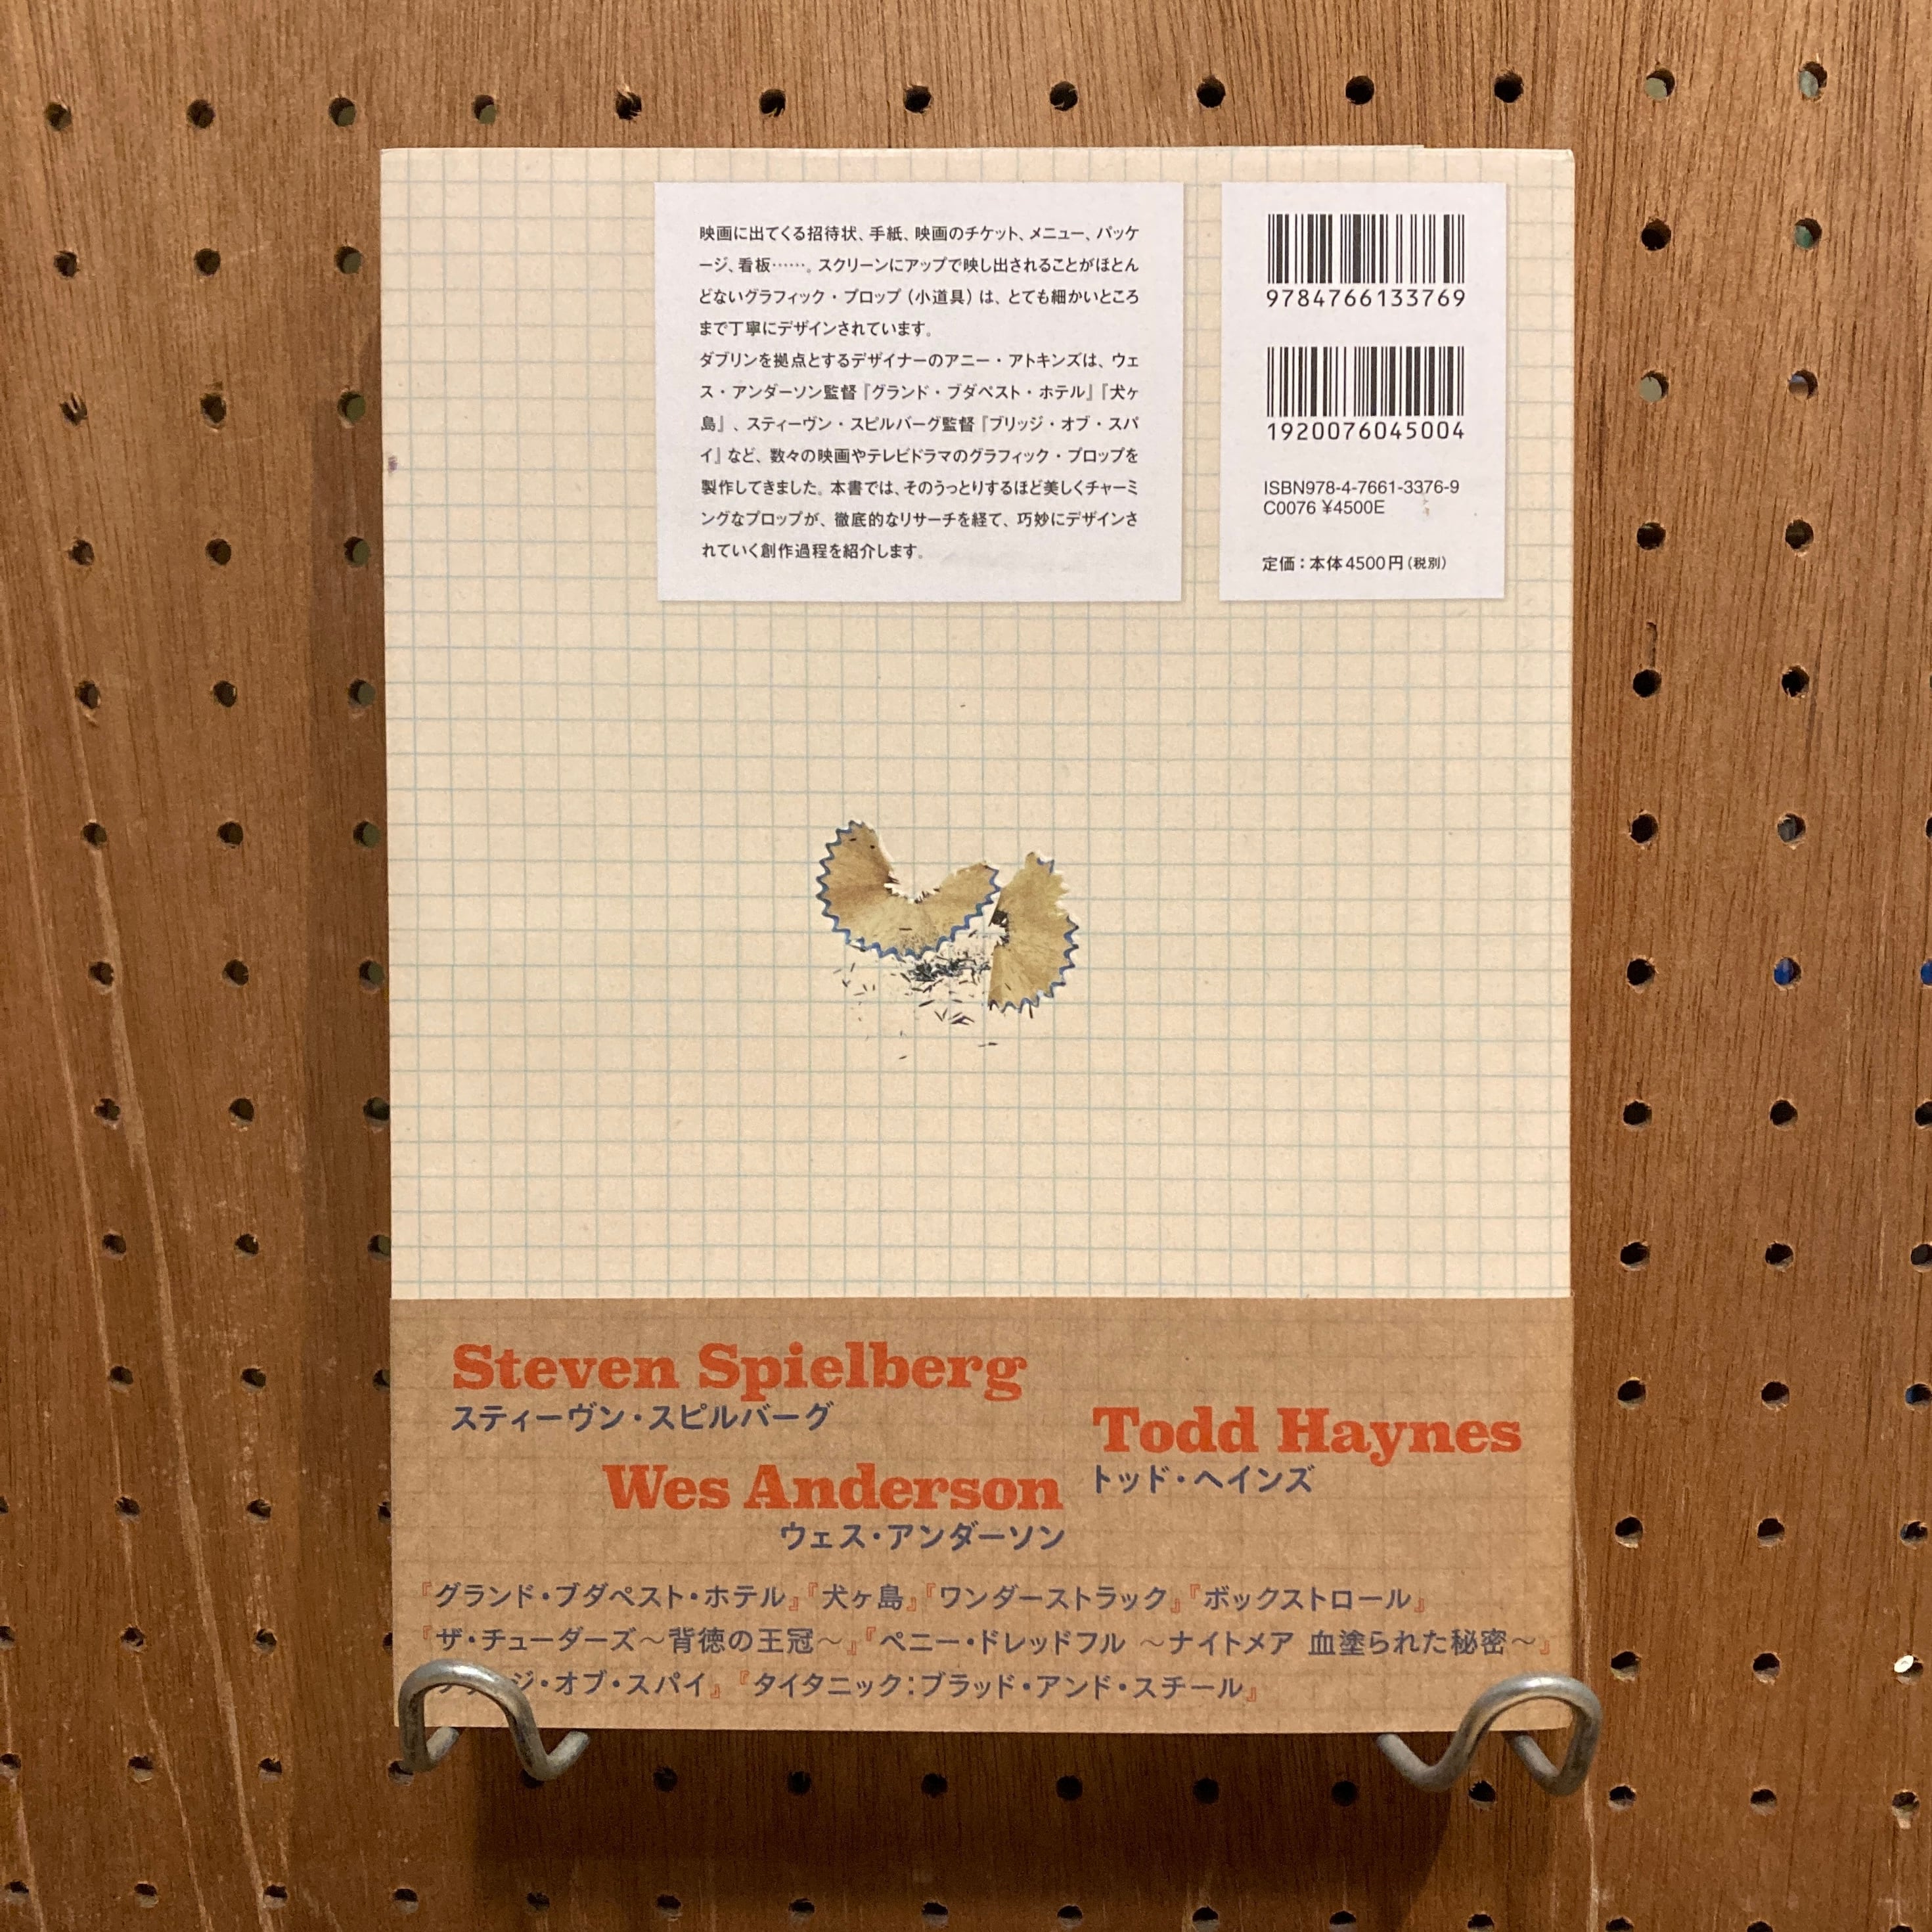 映画に出てくる招待状、手紙、映画のチケット、メニュー、パッケ
ージ、看板……。スクリーンにアップで映し出されることがほとん
どないグラフィック・プロップ（小道具）は、とても細かいところ
まで丁寧にデザインされています。
ダブリンを拠点とするデザイナーのアニー・アトキンズは、ウェ
ス・アンダーソン監督『グランド・ブダペスト・ホテル』『犬ヶ
島』、スティーヴン・スピルバーグ監督『ブリッジ・オブ・スパ
イ』など、数々の映画やテレビドラマのグラフィック・プロップを
製作してきました。本書では、そのうっとりするほど美しくチャーミ
ングなプロップが、徹底的なリサーチを経て、巧妙にデザインさ
れていく創作過程を紹介します。
9784766133769
1920076045004
ISBN978-4-7661-3376-9
C0076 ¥4500E
定価：本体4500円（税別）
Steven Spielberg
スティーヴン・スピルバーグ
Todd Haynes
トッド・ヘインズ
Wes Anderson
ウェス・アンダーソン
『グランド・ブダペスト・ホテル』『犬ヶ島』『ワンダーストラック』『ボックストロール』
『ザ・チューダーズ〜背徳の王冠〜』『ペニー・ドレッドフル 〜ナイトメア 血塗られた秘密〜』
ジ・オブ・スパイ』『タイタニック：ブラッド・アンド・スチール』